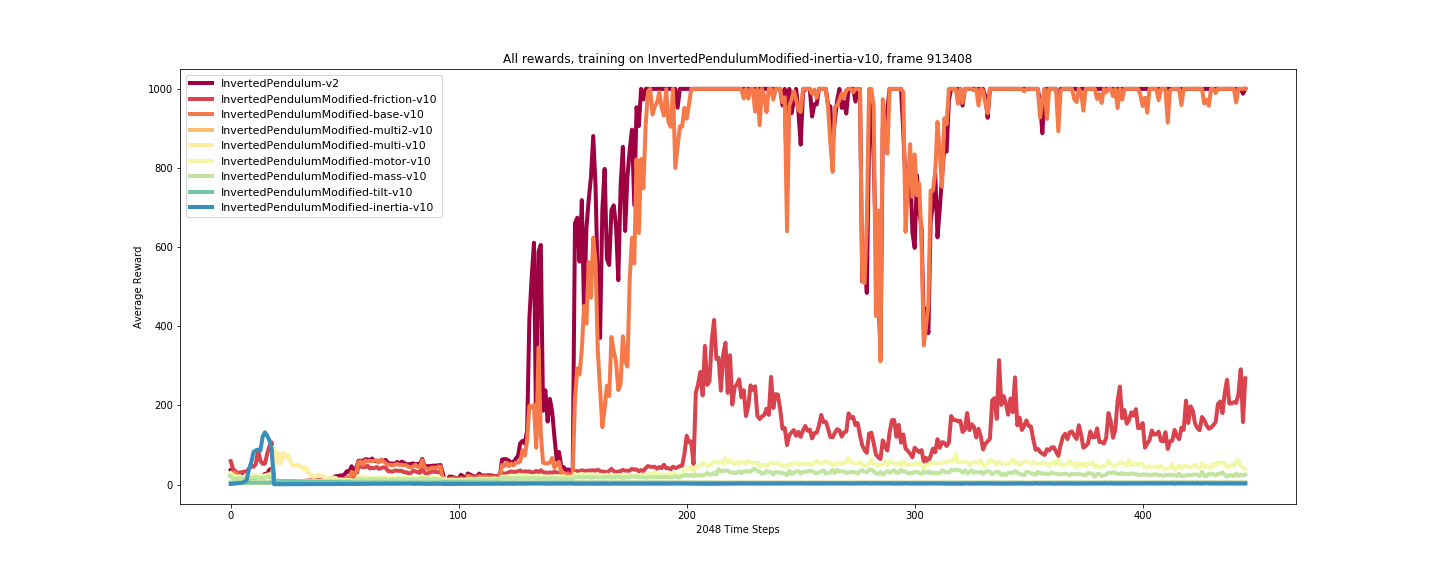 All rewards, training on InvertedPendulumModified-inertia-v10, frame 913408
1000
800
600
400
200
0
Average Reward
InvertedPendulum-v2
InvertedPendulumModified-friction-v10
InvertedPendulumModified-base-v10
InvertedPendulumModified-multi2-v10
InvertedPendulumModified-multi-v10
InvertedPendulumModified-motor-v10
InvertedPendulumModified-mass-v10
InvertedPendulumModified-tilt-v10
InvertedPendulumModified-inertia-v10
0 100 200 300 400
2048 Time Steps